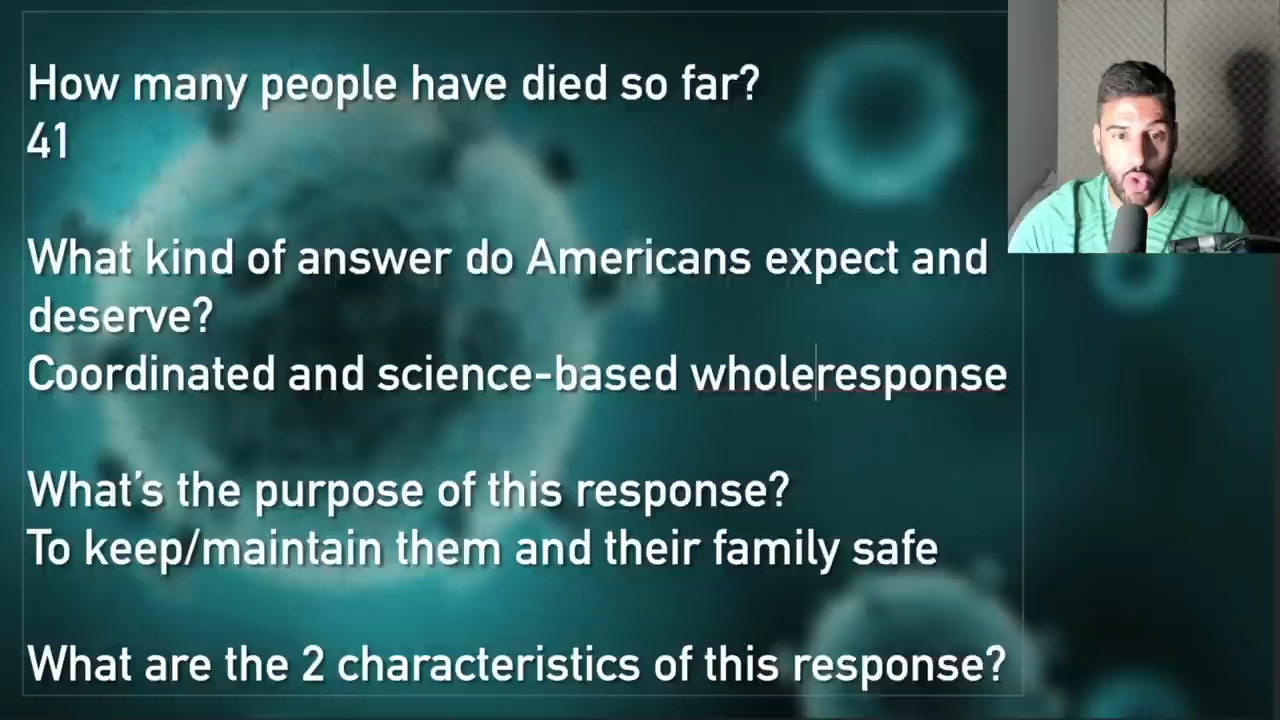 How many people have died so far?
41
What kind of answer do Americans expect and
deserve?
Coordinated and science-based wholeresponse
What's the purpose of this response?
To keep/maintain them and their family safe
What are the 2 characteristics of this response?